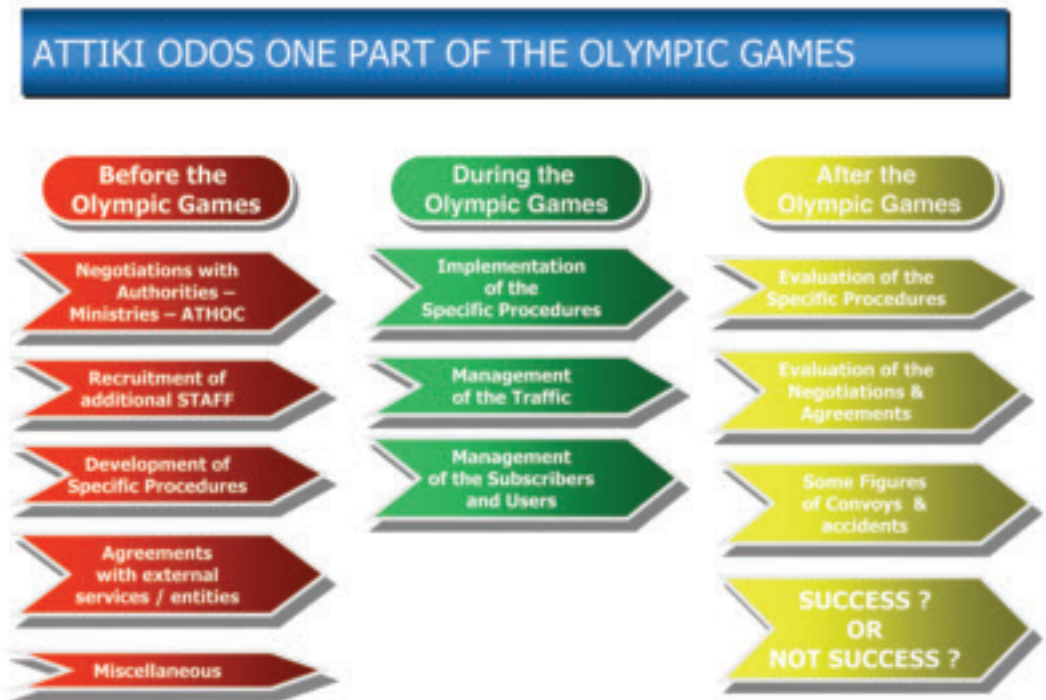 ATTIKI ODOS ONE PART OF THE OLYMPIC GAMES
Before the
Olympic Games
Negotiations with
Authorities –
Ministries – ATHOC
Recruitment of
additional STAFF
Development of
Specific Procedures
Agreements
with external
services / entities
Miscellaneous
During the
Olympic Games
Implementation
of the
Specific Procedures
Management
of the Traffic
Management
of the Subscribers
and Users
After the
Olympic Games
Evaluation of the
Specific Procedures
Evaluation of the
Negotiations &
Agreements
Some Figures
of Convoys &
accidents
SUCCESS ?
OR
NOT SUCCESS ?